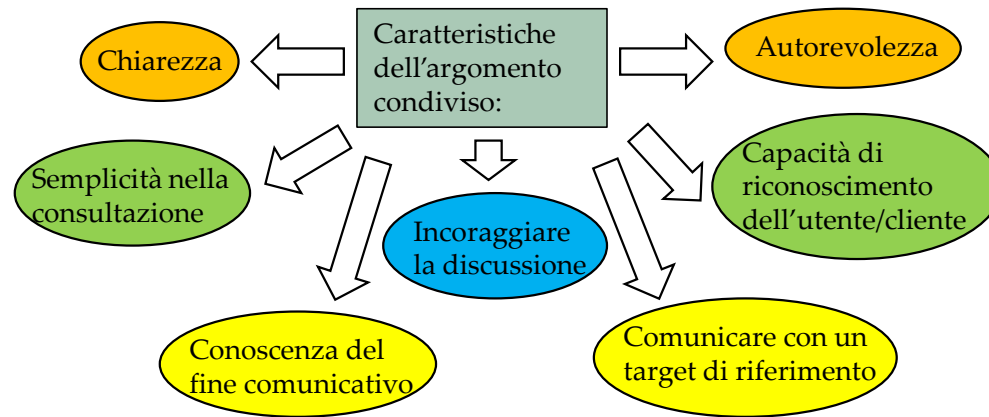 Caratteristiche
dell'argomento
condiviso:
Chiarezza
Autorevolezza
Semplicità nella
consultazione
Capacità di
riconoscimento
dell'utente/cliente
Incoraggiare
la discussione
Conoscenza del
fine comunicativo
Comunicare con un
target di riferimento